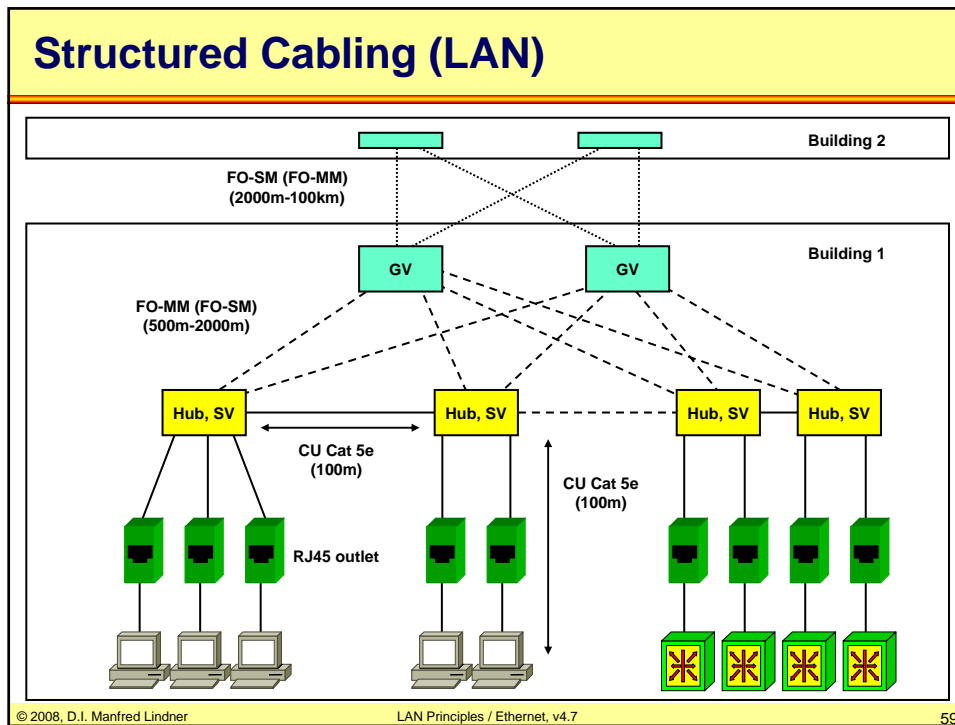 Structured Cabling (LAN)
Building 2
FO-SM (FO-MM)
(2000m-100km)
Building 1
GV
GV
FO-MM (FO-SM)
(500m-2000m)
Hub, SV
Hub, SV
Hub, SV
Hub, SV
CU Cat 5e
(100m)
CU Cat 5e
(100m)
RJ45 outlet
© 2008, D.I. Manfred Lindner
LAN Principles / Ethernet, v4.7
59